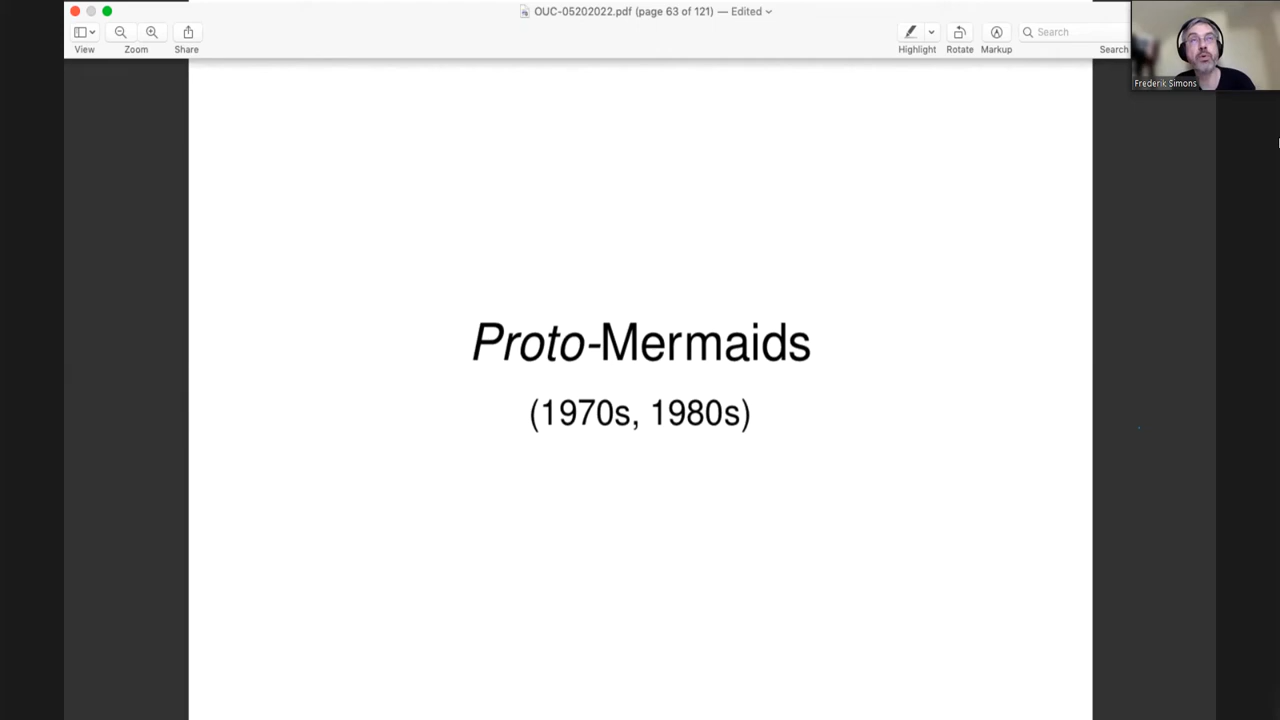 OUC-05202022.pdf (page 63 of 121) — Edited
View
Zoom
Share
Highlight
Rotate
Markup
Search
Search
Frederik Simons
Proto-Mermaids
(1970s, 1980s)